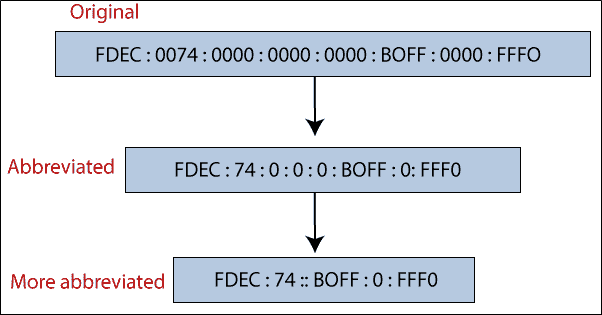 Original
FDEC : 0074 : 0000 : 0000 : 0000 : BOFF : 0000 : FFFO
Abbreviated
FDEC : 74 : 0 : 0 : 0 : BOFF : 0: FFF0
More abbreviated
FDEC : 74 :: BOFF : 0 : FFF0